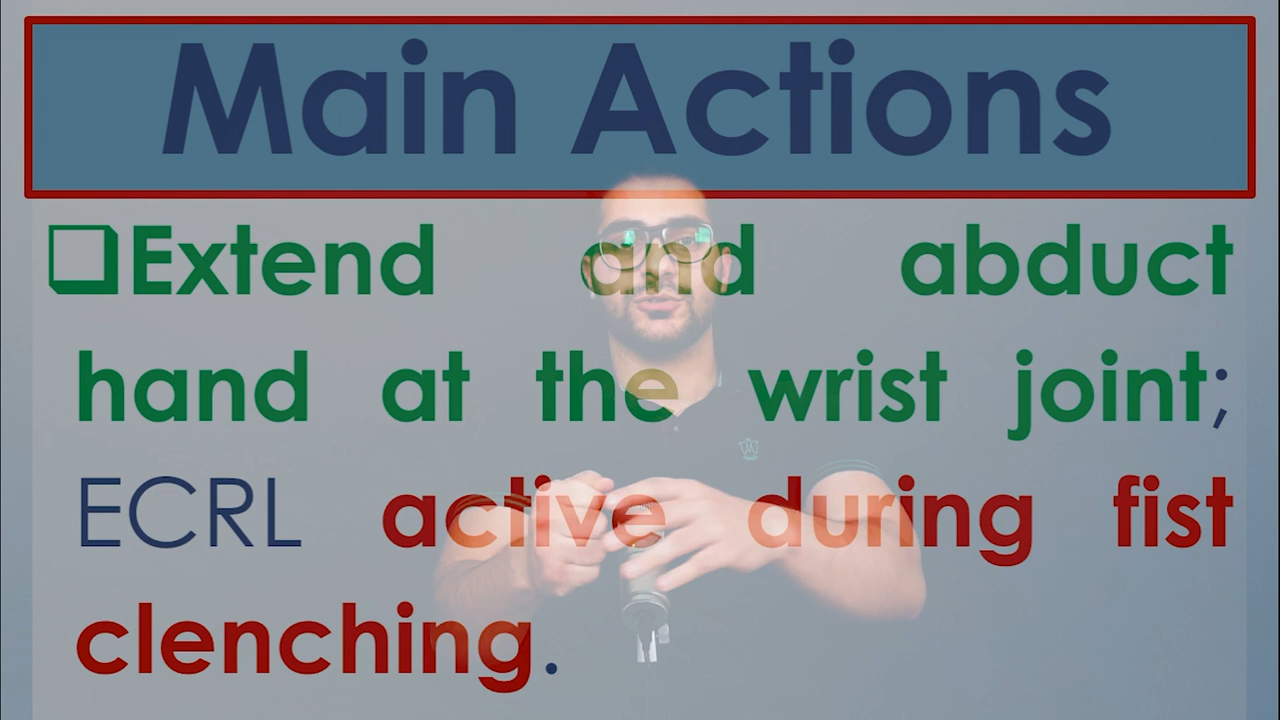 Main Actions
❑Extend and abduct
hand at the wrist joint;
ECRL active during fist
clenching.